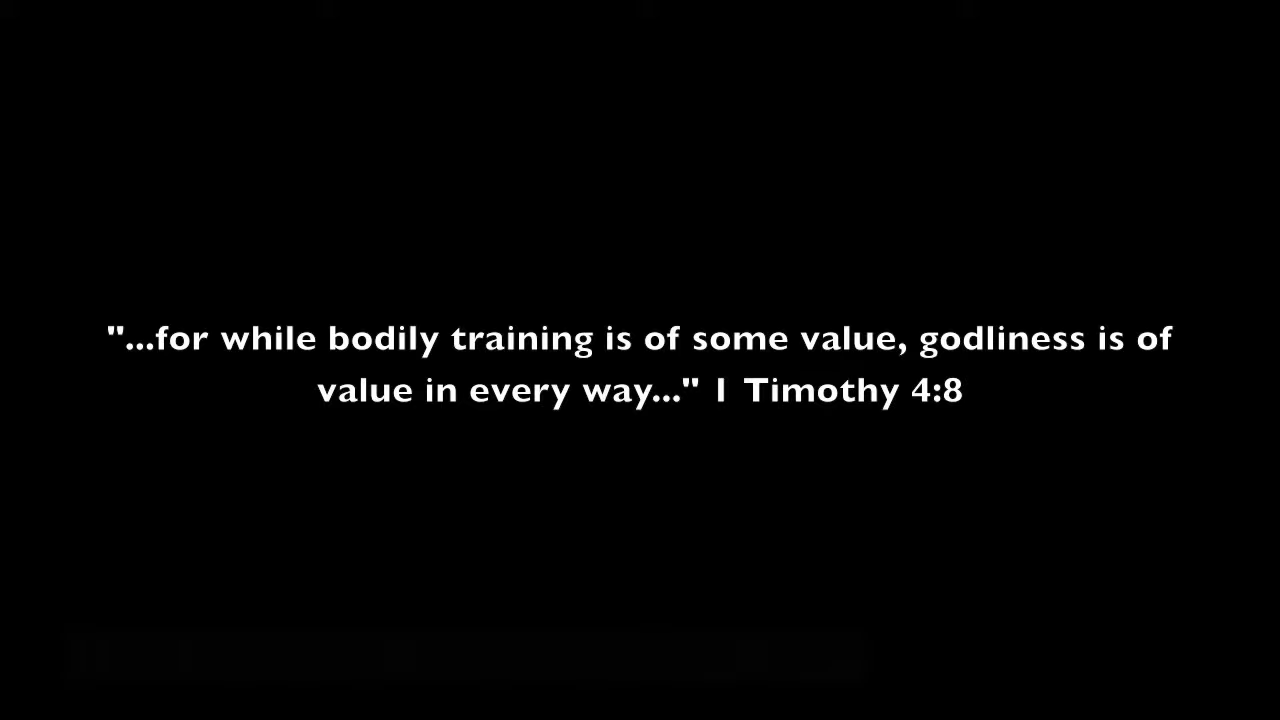 "...for while bodily training is of some value, godliness is of
value in every way..." 1 Timothy 4:8